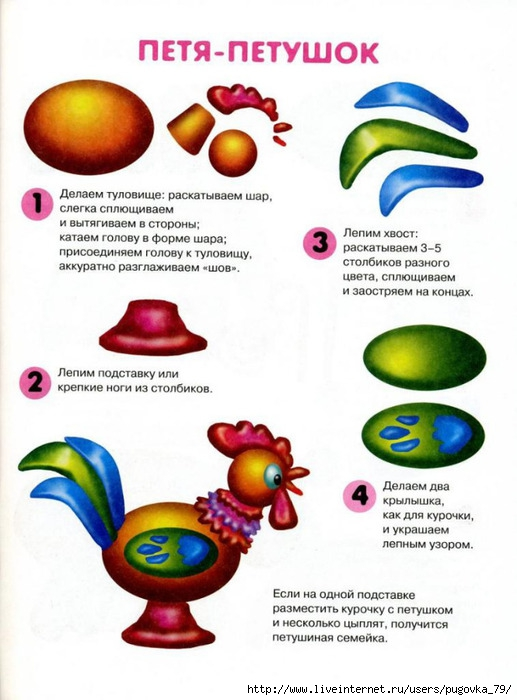 ПЕТЯ-ПЕТУШОК
1
Делаем туловище: раскатываем шар,
слегка сплющиваем
и вытягиваем в стороны;
катаем голову в форме шара;
присоединяем голову к туловищу,
аккуратно разглаживаем «шов».
2
Лепим подставку или
крепкие ноги из столбиков.
3
Лепим хвост:
раскатываем 3–5
столбиков разного
цвета, сплющиваем
и заостряем на концах.
4
Делаем два
крылышка,
как для курочки,
и украшаем
лепным узором.
Если на одной подставке
разместить курочку с петушком
и несколько цыплят, получится
петушиная семейка.
http://www.liveinternet.ru/users/pugovka_79/